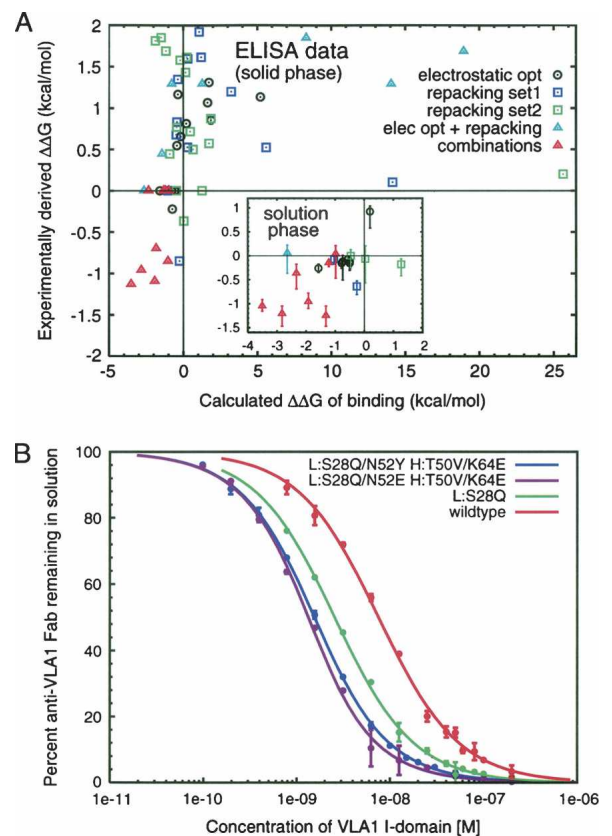 A
ELISA data
(solid phase)
electrostatic opt
repacking set1
repacking set2
elec opt + repacking
combinations
Experimentally derived ΔΔG (kcal/mol)
2
1.5
1
0.5
0
-0.5
-1
-1.5
-2
solution
phase
1
0.5
0
-0.5
-1
-1.5
-4 -3 -2 -1 0 1 2
-5 0 5 10 15 20 25
Calculated ΔΔG of binding (kcal/mol)
B
L:S28Q/N52Y H:T50V/K64E
L:S28Q/N52E H:T50V/K64E
L:S28Q
wildtype
Percent anti-VLA1 Fab remaining in solution
100
80
60
40
20
0
1e-11 1e-10 1e-09 1e-08 1e-07 1e-06
Concentration of VLA1 I-domain [M]